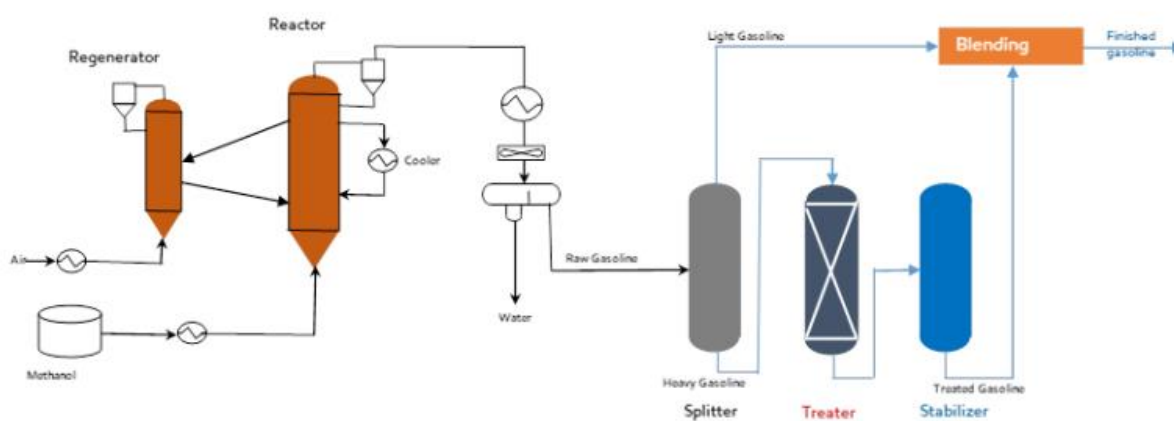 Reactor
Regenerator
Light Gasoline
Blending
Finished
gasoline
Cooler
Air
Raw Gasoline
Water
Methanol
Heavy Gasoline
Treated Gasoline
Splitter
Treater
Stabilizer